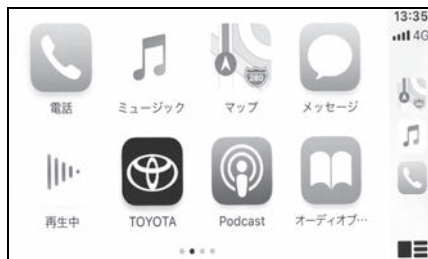 13:35
4G
電話
ミュージック
マップ
メッセージ
280
再生中
TOYOTA
Podcast
オーディオブ…